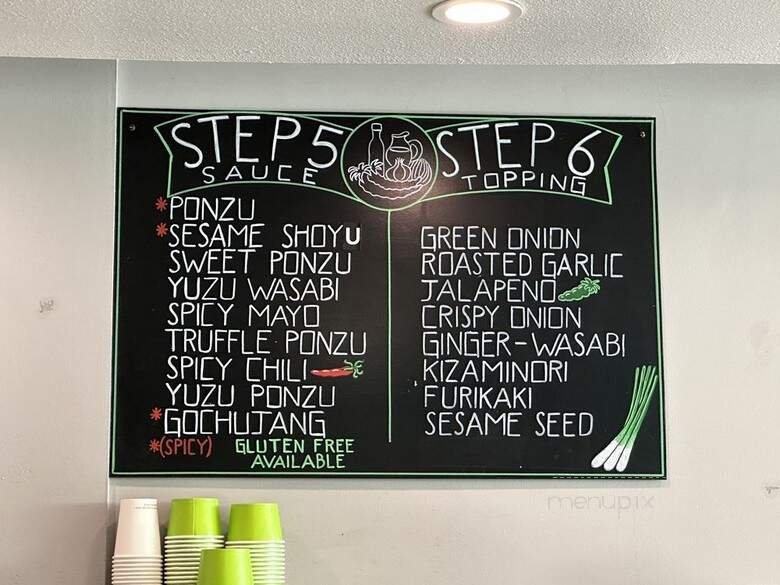 STEP 5
SAUCE
*PONZU
*SESAME SHOYU
SWEET PONZU
YUZU WASABI
SPICY MAYO
TRUFFLE PONZU
SPICY CHILI
YUZU PONZU
*GOCHUJANG
*(SPICY) GLUTEN FREE
AVAILABLE
STEP 6
TOPPING
GREEN ONION
ROASTED GARLIC
JALAPENO
CRISPY ONION
GINGER-WASABI
KIZAMINORI
FURIKAKI
SESAME SEED
menupix